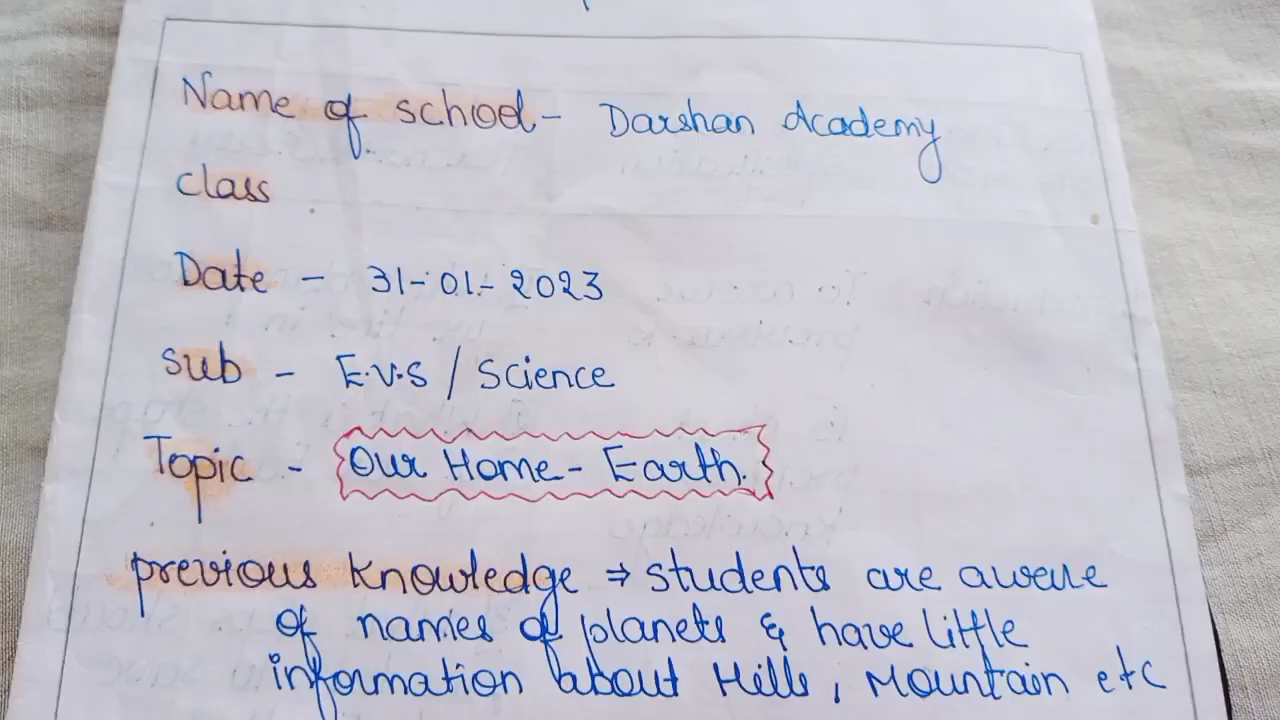 Name of school - Darshan Academy
class
Date - 31-01-2023
sub - E.V.S / Science
Topic - Our Home - Earth.
previous knowledge ⇒ students are aware
of names of planets & have little
information about Hills, Mountain etc